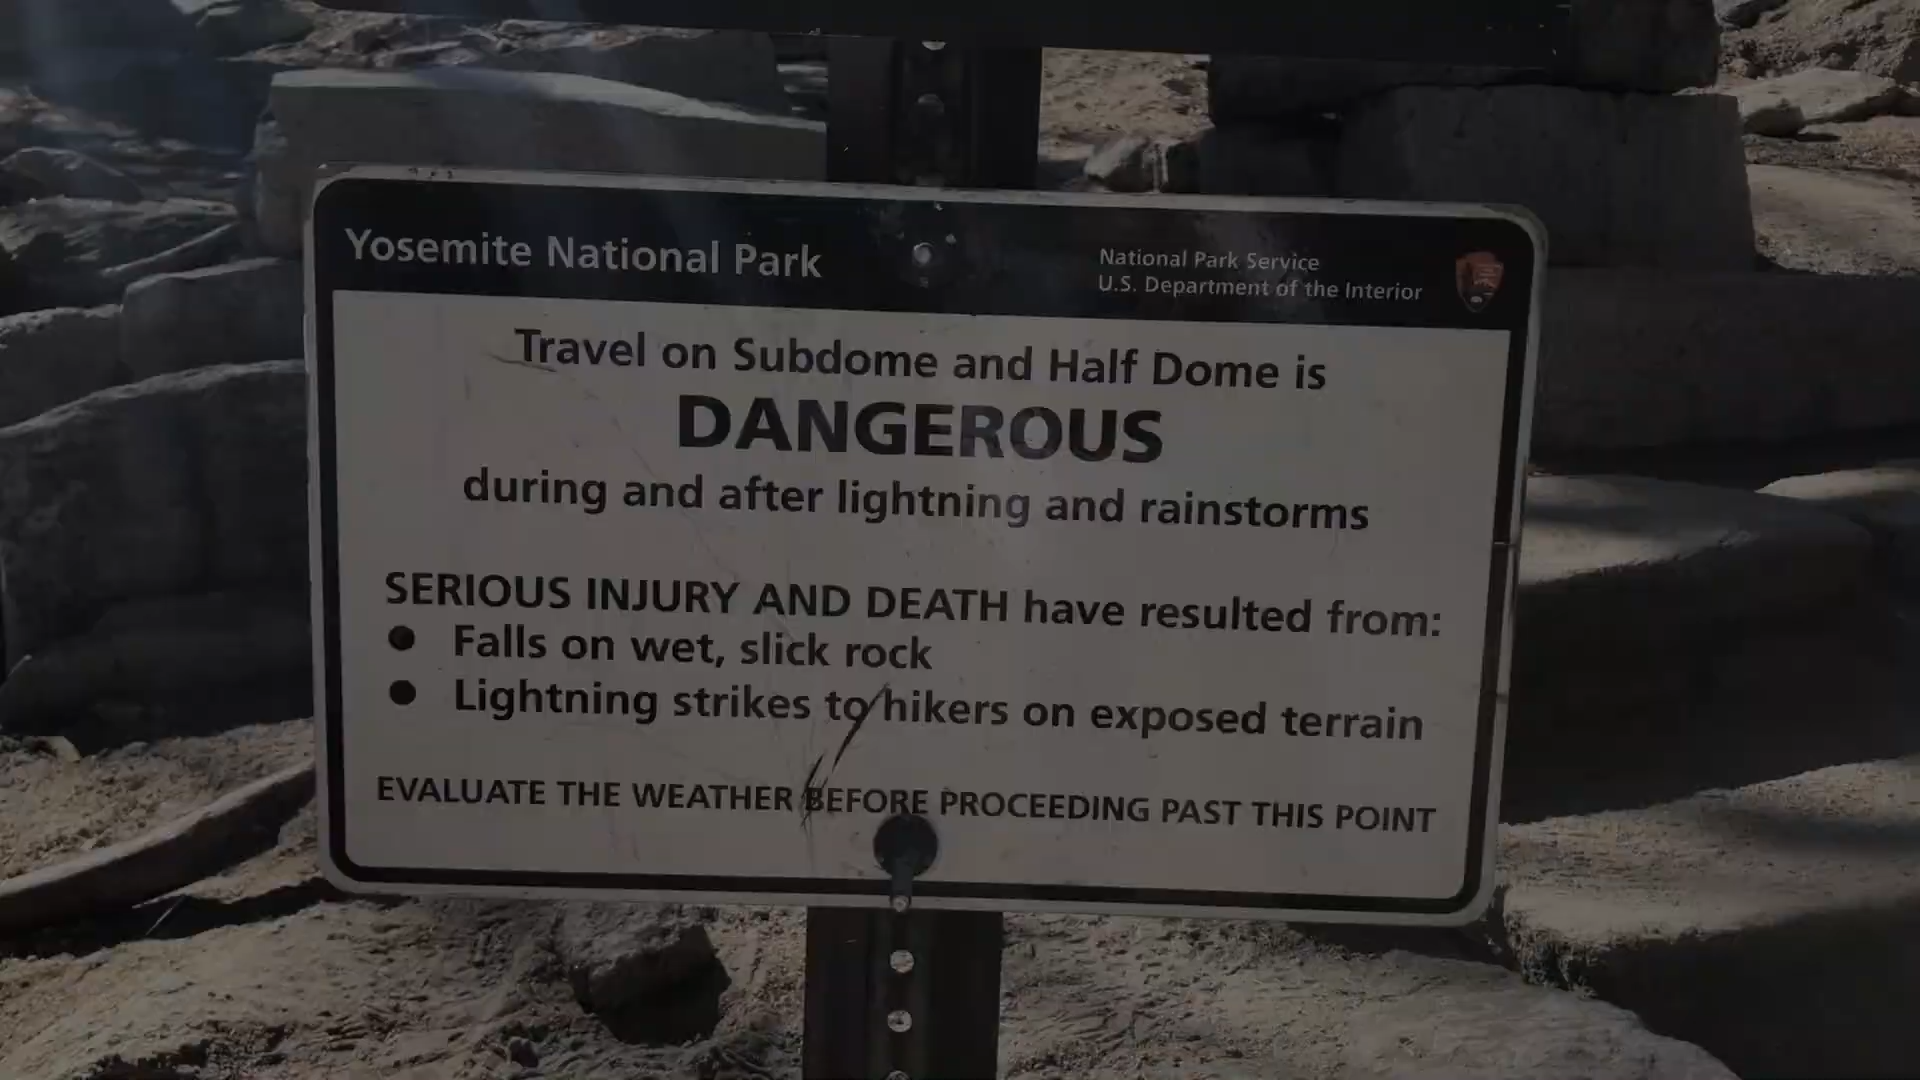 Yosemite National Park
National Park Service
U.S. Department of the Interior
Travel on Subdome and Half Dome is
DANGEROUS
during and after lightning and rainstorms
SERIOUS INJURY AND DEATH have resulted from:
● Falls on wet, slick rock
● Lightning strikes to hikers on exposed terrain
EVALUATE THE WEATHER BEFORE PROCEEDING PAST THIS POINT